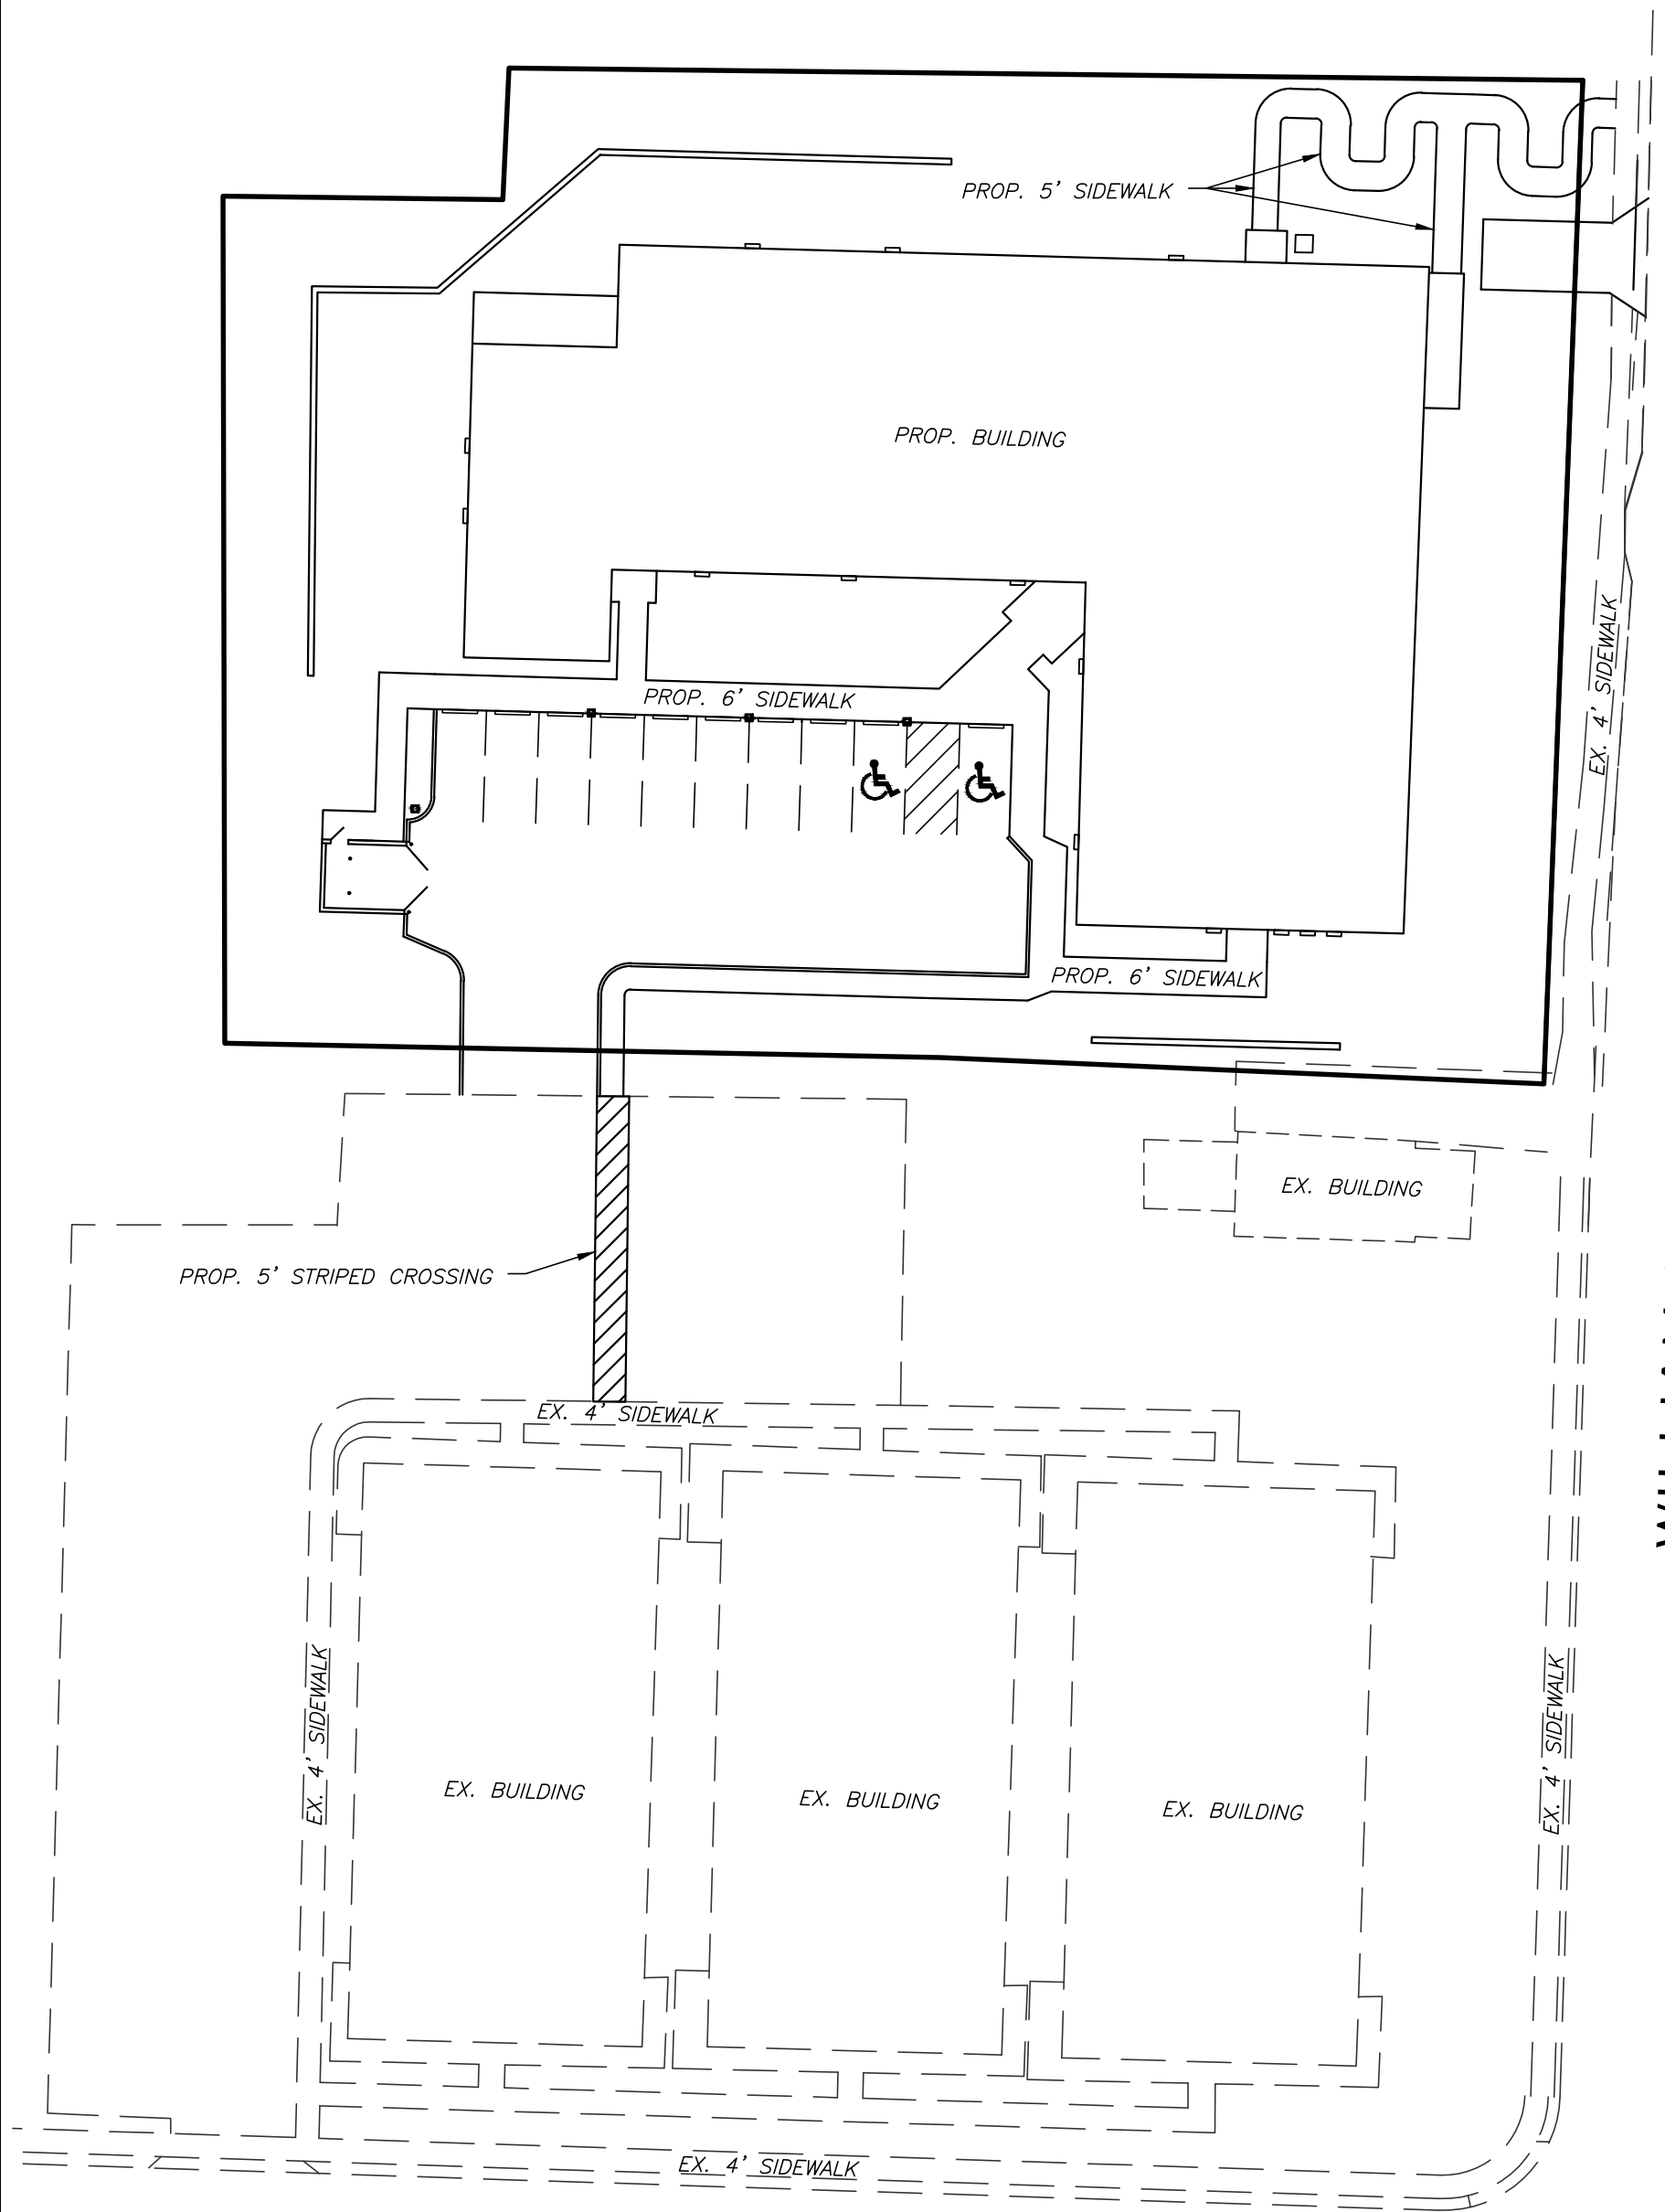 PROP. 5' SIDEWALK
PROP. BUILDING
EX. 4' SIDEWALK
PROP. 6' SIDEWALK
PROP. 6' SIDEWALK
EX. BUILDING
PROP. 5' STRIPED CROSSING
EX. 4' SIDEWALK
EX. 4' SIDEWALK
EX. 4' SIDEWALK
EX. BUILDING
EX. BUILDING
EX. BUILDING
EX. 4' SIDEWALK